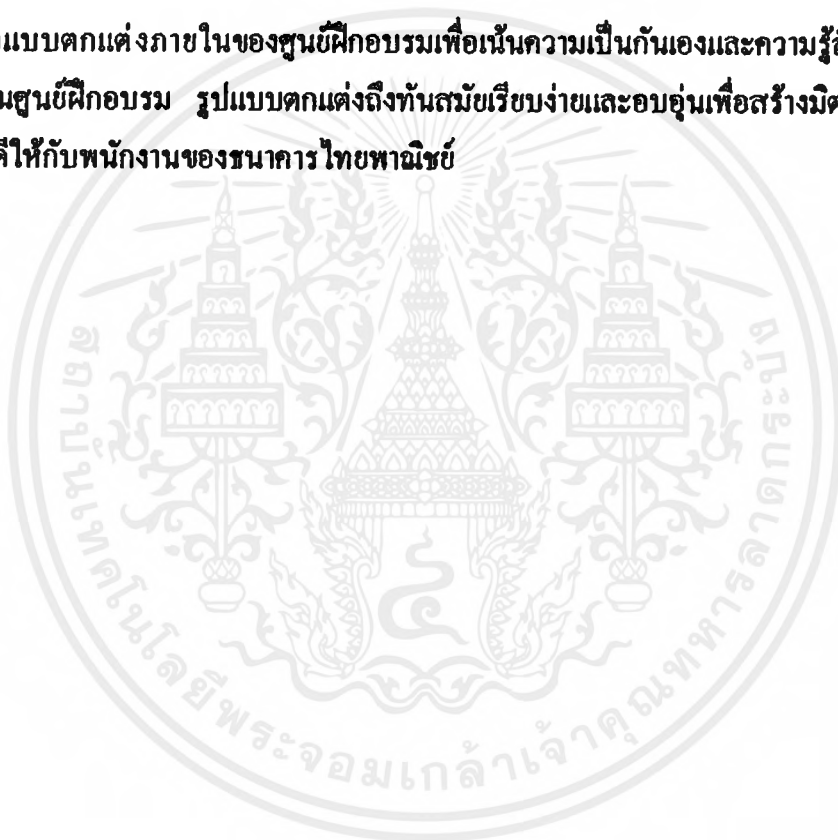 แบบตกแต่งภายในของศูนย์ฝึกอบรมเพื่อเน้นความเป็นกันเองและความรู้
นศูนย์ฝึกอบรม รูปแบบตกแต่งถึงทันสมัยเรียบง่ายและอบอุ่นเพื่อสร้างมิต
ดีให้กับพนักงานของธนาคารไทยพาณิชย์
สถาบันเทคโนโลยีพระจอมเกล้าเจ้าคุณทหารลาดกระบัง